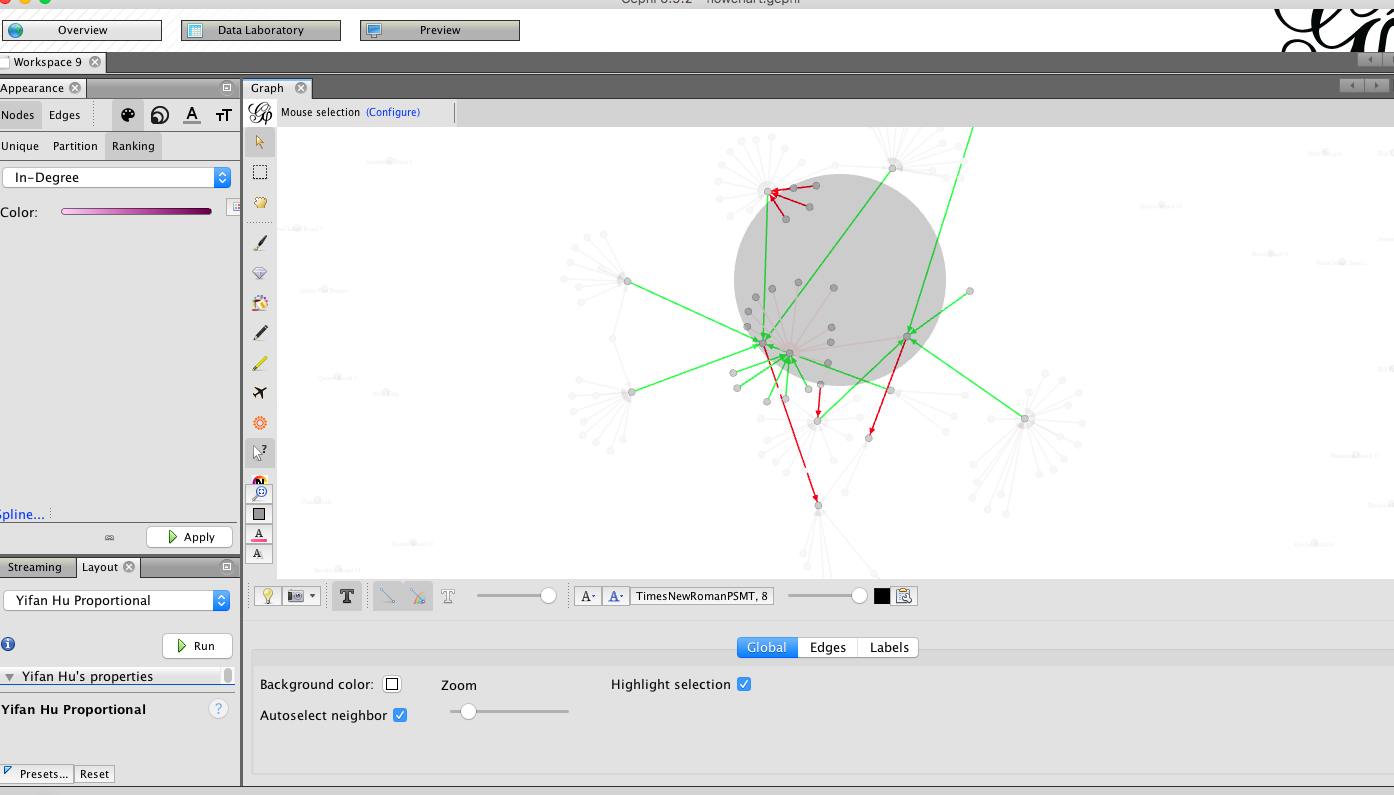 Overview
Data Laboratory
Preview
Workspace 9
Appearance
Graph
Nodes
Edges
A
TT
Mouse selection (Configure)
Unique
Partition
Ranking
In-Degree
Color:
Spline...
Apply
Streaming
Layout
Yifan Hu Proportional
Run
Yifan Hu's properties
Yifan Hu Proportional
?
Presets...
Reset
T
T
A-
A-
TimesNewRomanPSMT, 8
Global
Edges
Labels
Background color:
Zoom
Highlight selection
Autoselect neighbor